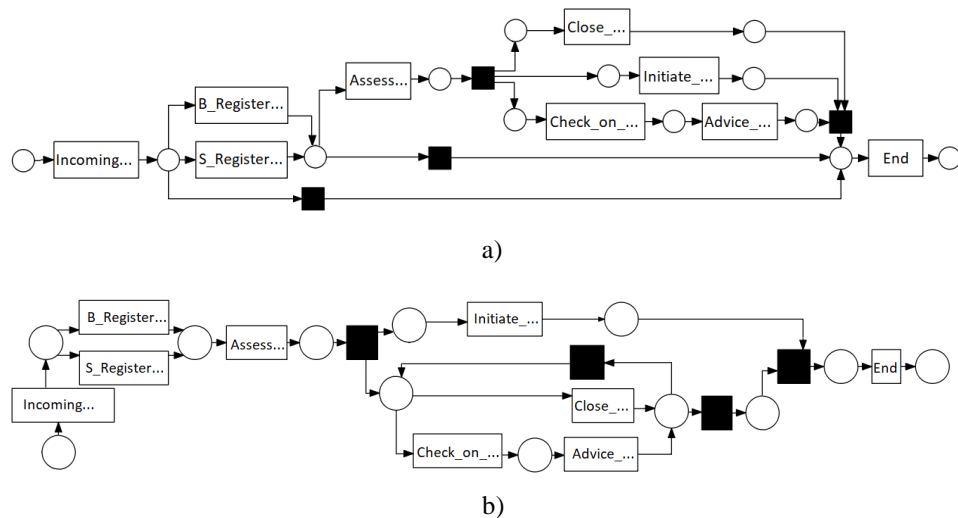 Close_...
Assess...
Initiate_...
B_Register...
Check_on_...
Advice_...
Incoming...
S_Register...
End
a)
B_Register...
Initiate_...
Assess...
S_Register...
End
Incoming...
Close_...
Check_on_...
Advice_...
b)